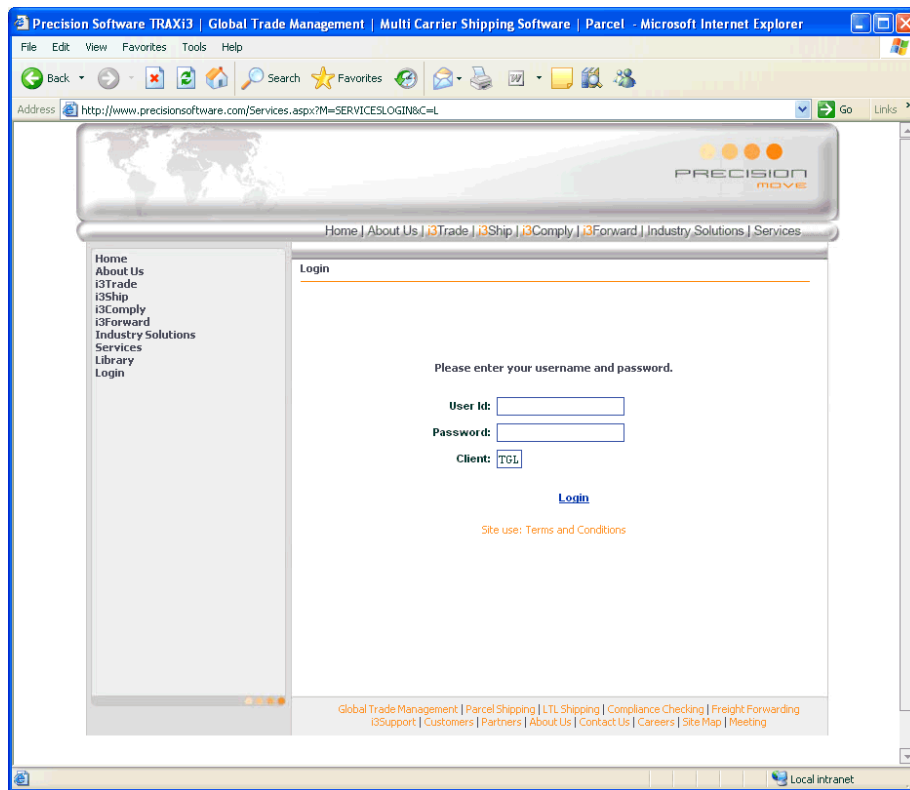 Precision Software TRAXi3 | Global Trade Management | Multi Carrier Shipping Software | Parcel - Microsoft Internet Explorer
File Edit View Favorites Tools Help
Back Search Favorites
Address http://www.precisionsoftware.com/Services.aspx?M=SERVICESLOGIN&C=L Go Links
PRECISION
move
Home | About Us | i3Trade | i3Ship | i3Comply | i3Forward | Industry Solutions | Services
Home
About Us
i3Trade
i3Ship
i3Comply
i3Forward
Industry Solutions
Services
Library
Login
Login
Please enter your username and password.
User Id:
Password:
Client: TGL
Login
Site use: Terms and Conditions
Global Trade Management | Parcel Shipping | LTL Shipping | Compliance Checking | Freight Forwarding
i3Support | Customers | Partners | About Us | Contact Us | Careers | Site Map | Meeting
Local intranet